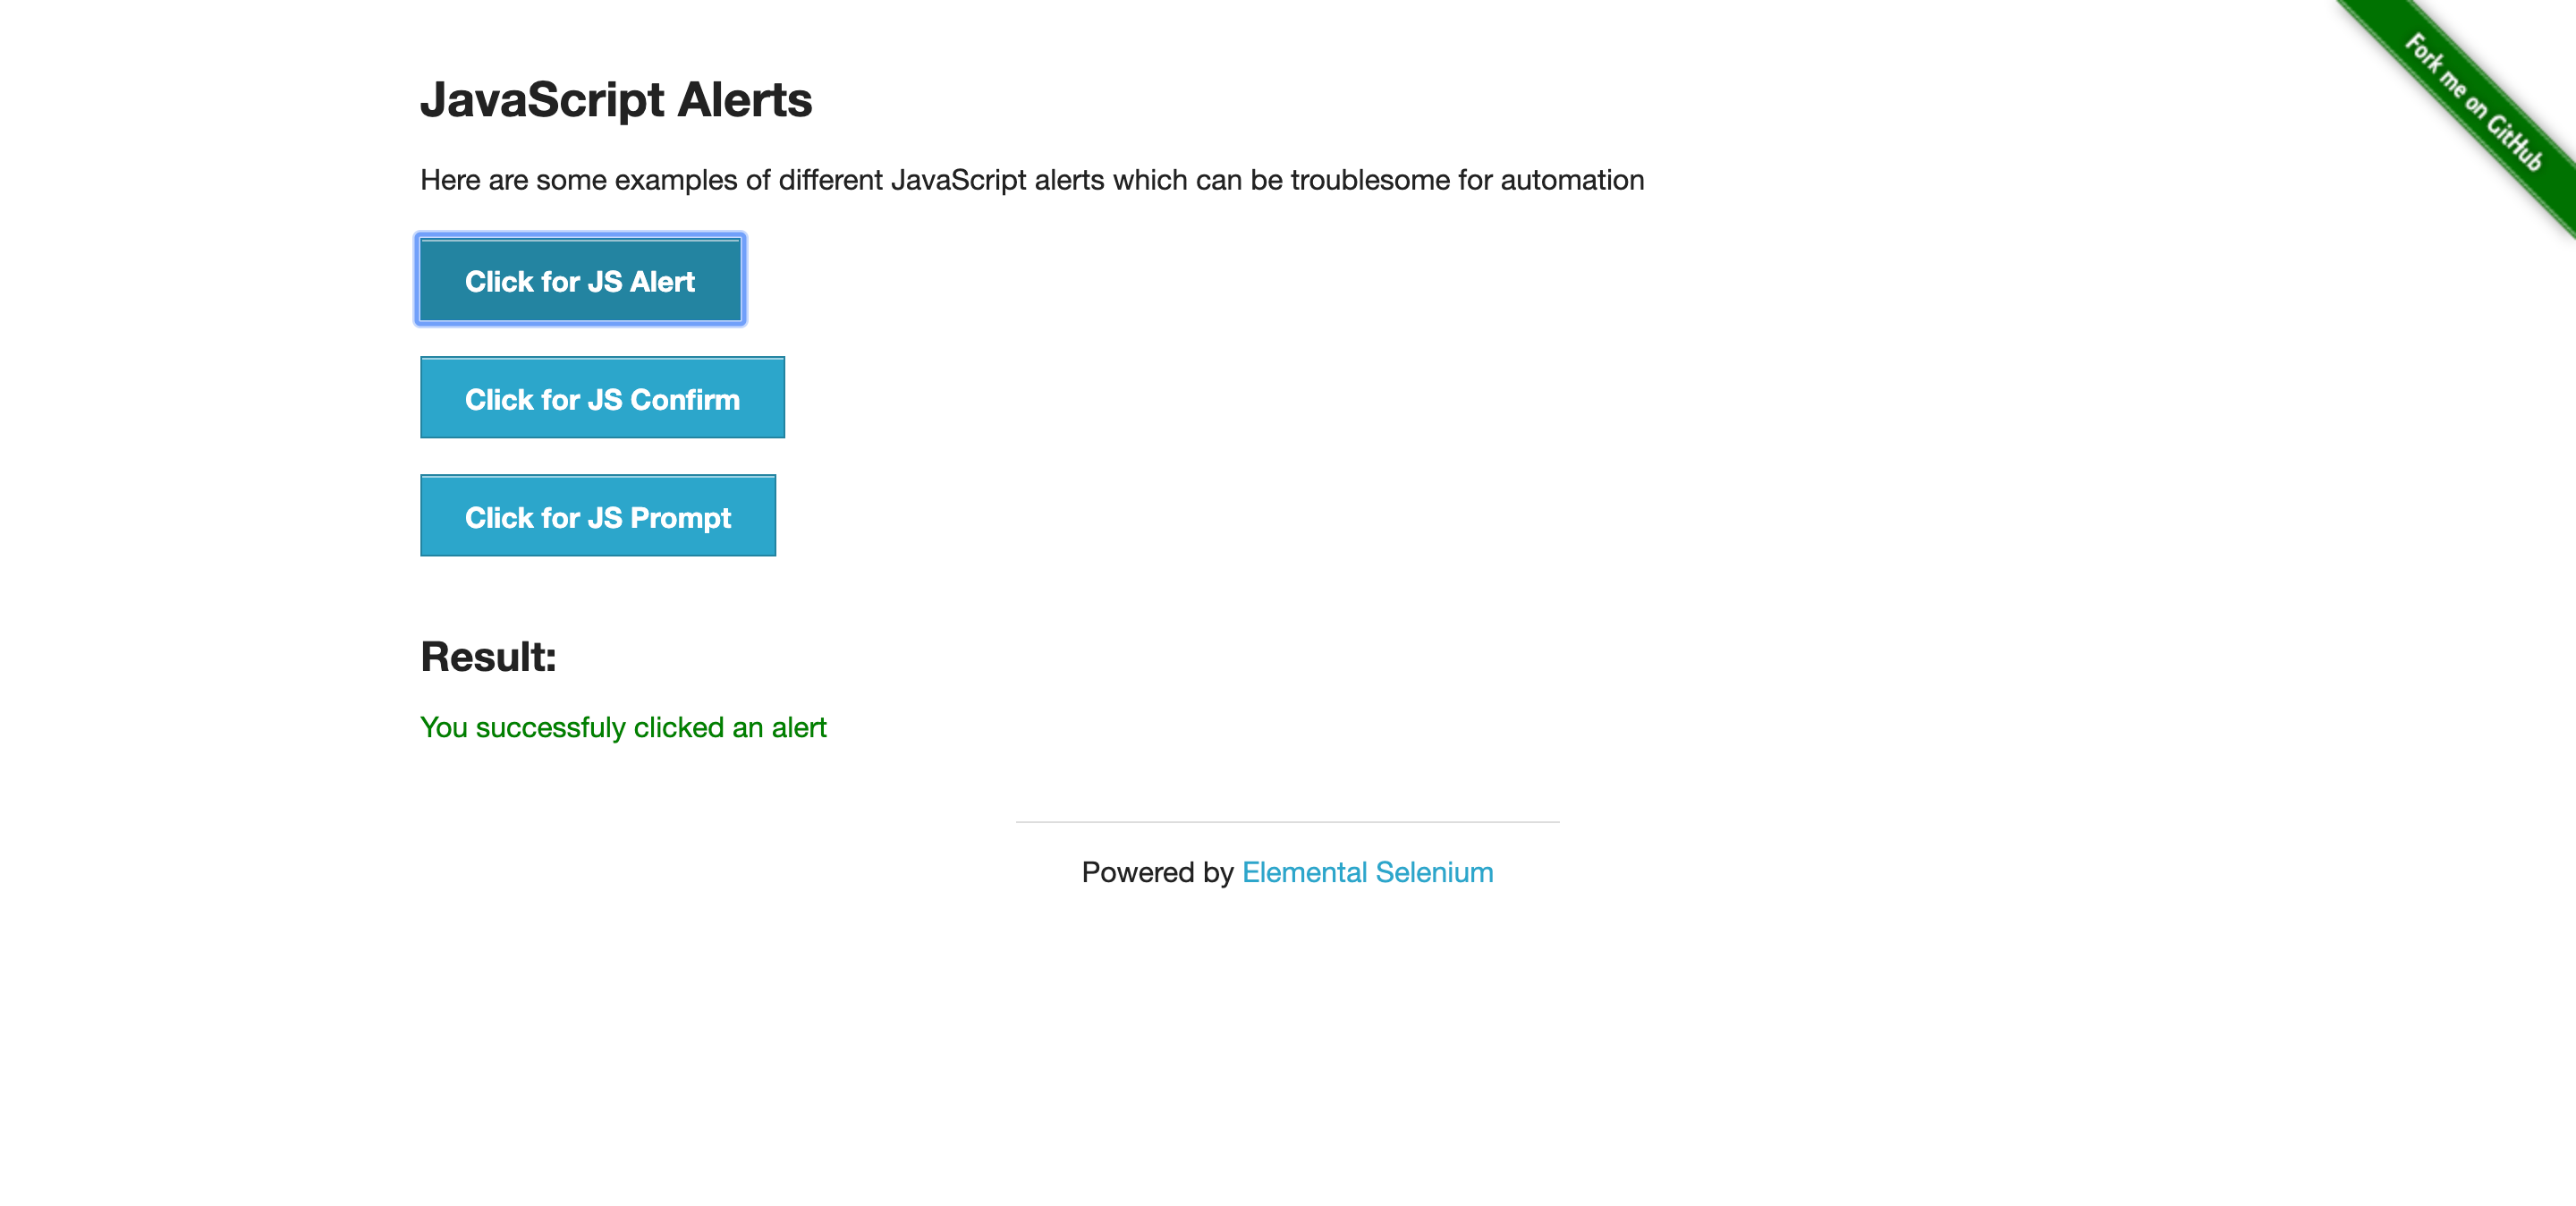 Fork me on GitHub
JavaScript Alerts
Here are some examples of different JavaScript alerts which can be troublesome for automation
Click for JS Alert
Click for JS Confirm
Click for JS Prompt
Result:
You successfuly clicked an alert
Powered by Elemental Selenium